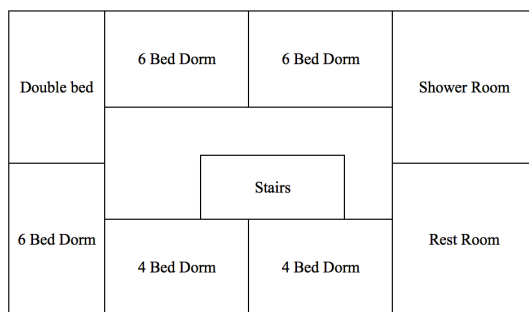 Double bed
6 Bed Dorm
6 Bed Dorm
Shower Room
Stairs
6 Bed Dorm
4 Bed Dorm
4 Bed Dorm
Rest Room